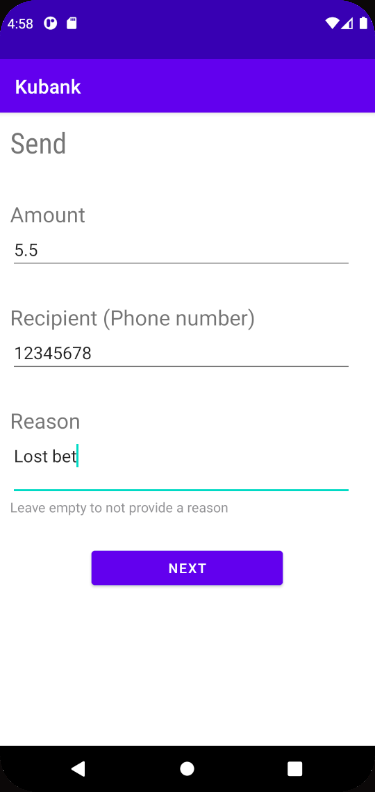 4:58
Kubank
Send
Amount
5.5
Recipient (Phone number)
12345678
Reason
Lost bet
Leave empty to not provide a reason
NEXT